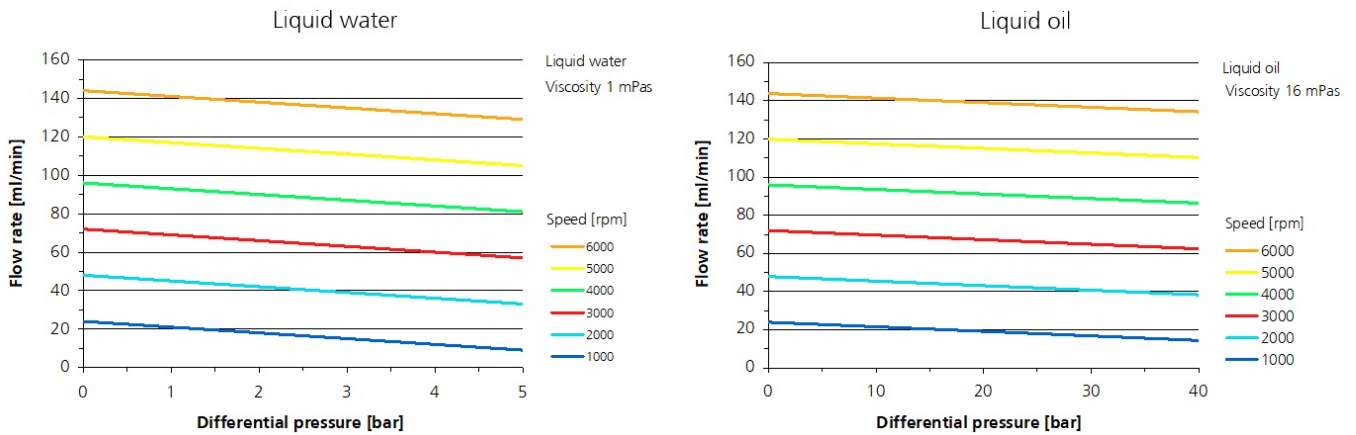 Liquid water
160
140
120
100
80
60
40
20
0
Flow rate [ml/min]
0 1 2 3 4 5
Differential pressure [bar]
Liquid water
Viscosity 1 mPas
Speed [rpm]
6000
5000
4000
3000
2000
1000
Liquid oil
160
140
120
100
80
60
40
20
0
Flow rate [ml/min]
0 10 20 30 40
Differential pressure [bar]
Liquid oil
Viscosity 16 mPas
Speed [rpm]
6000
5000
4000
3000
2000
1000